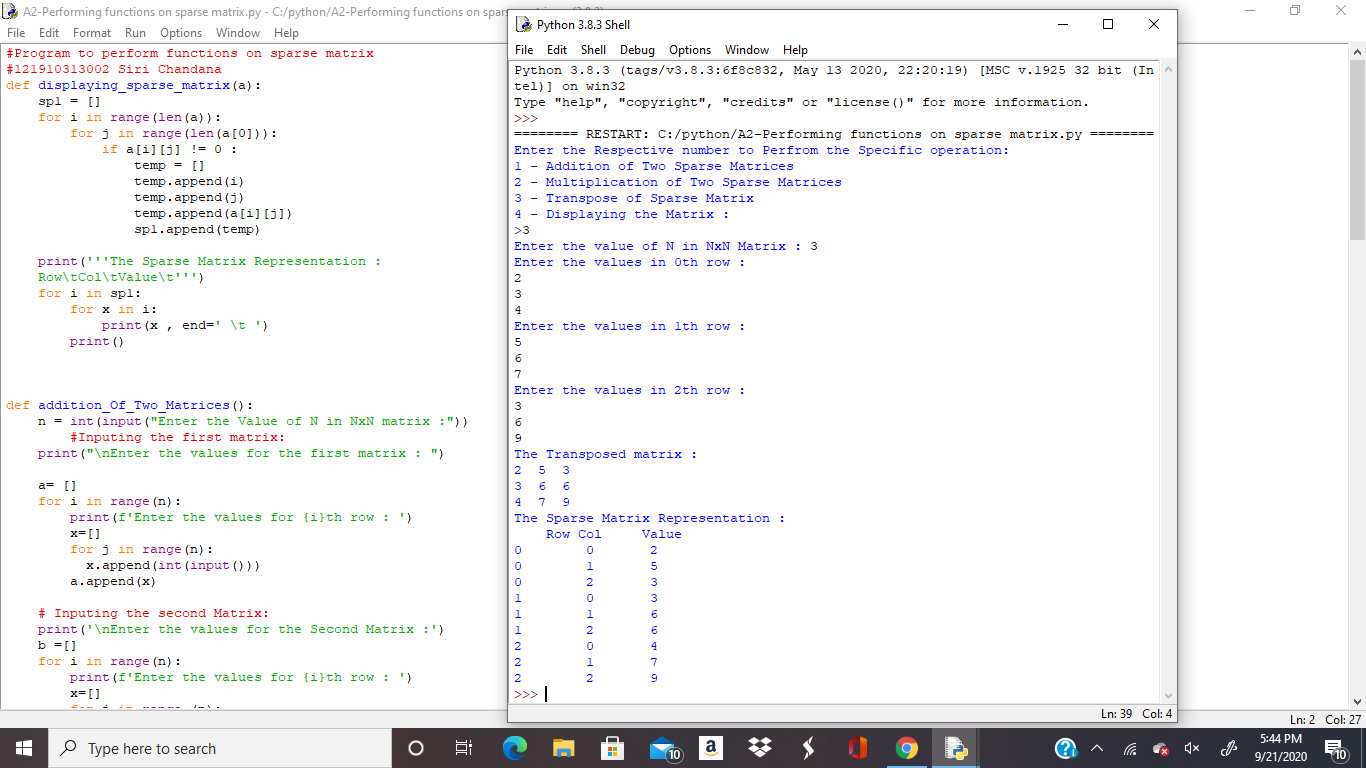 A2-Performing functions on sparse matrix.py - C:/python/A2-Performing functions on spar
File Edit Format Run Options Window Help
#Program to perform functions on sparse matrix
#121910313002 Siri Chandana
def displaying_sparse_matrix(a):
    spl = []
    for i in range(len(a)):
        for j in range(len(a[0])):
            if a[i][j] != 0 :
                temp = []
                temp.append(i)
                temp.append(j)
                temp.append(a[i][j])
                spl.append(temp)
    print('''The Sparse Matrix Representation :
    Row\tCol\tValue\t''')
    for i in spl:
        for x in i:
            print(x , end=' \t ')
        print()
def addition_Of_Two_Matrices():
    n = int(input("Enter the Value of N in NxN matrix :"))
        #Inputing the first matrix:
    print("\nEnter the values for the first matrix : ")
    a= []
    for i in range(n):
        print(f'Enter the values for {i}th row : ')
        x=[]
        for j in range(n):
          x.append(int(input()))
        a.append(x)
    # Inputing the second Matrix:
    print('\nEnter the values for the Second Matrix :')
    b =[]
    for i in range(n):
        print(f'Enter the values for {i}th row : ')
        x=[]
Ln: 2 Col: 27
Python 3.8.3 Shell
File Edit Shell Debug Options Window Help
Python 3.8.3 (tags/v3.8.3:6f8c832, May 13 2020, 22:20:19) [MSC v.1925 32 bit (In
tel)] on win32
Type "help", "copyright", "credits" or "license()" for more information.
>>>
======== RESTART: C:/python/A2-Performing functions on sparse matrix.py ========
Enter the Respective number to Perfrom the Specific operation:
1 - Addition of Two Sparse Matrices
2 - Multiplication of Two Sparse Matrices
3 - Transpose of Sparse Matrix
4 - Displaying the Matrix :
>3
Enter the value of N in NxN Matrix : 3
Enter the values in 0th row :
2
3
4
Enter the values in 1th row :
5
6
7
Enter the values in 2th row :
3
6
9
The Transposed matrix :
2 5 3
3 6 6
4 7 9
The Sparse Matrix Representation :
Row Col Value
0 0 2
0 1 5
0 2 3
1 0 3
1 1 6
1 2 6
2 0 4
2 1 7
2 2 9
>>>
Ln: 39 Col: 4
Type here to search
10
a
?
5:44 PM
9/21/2020
10